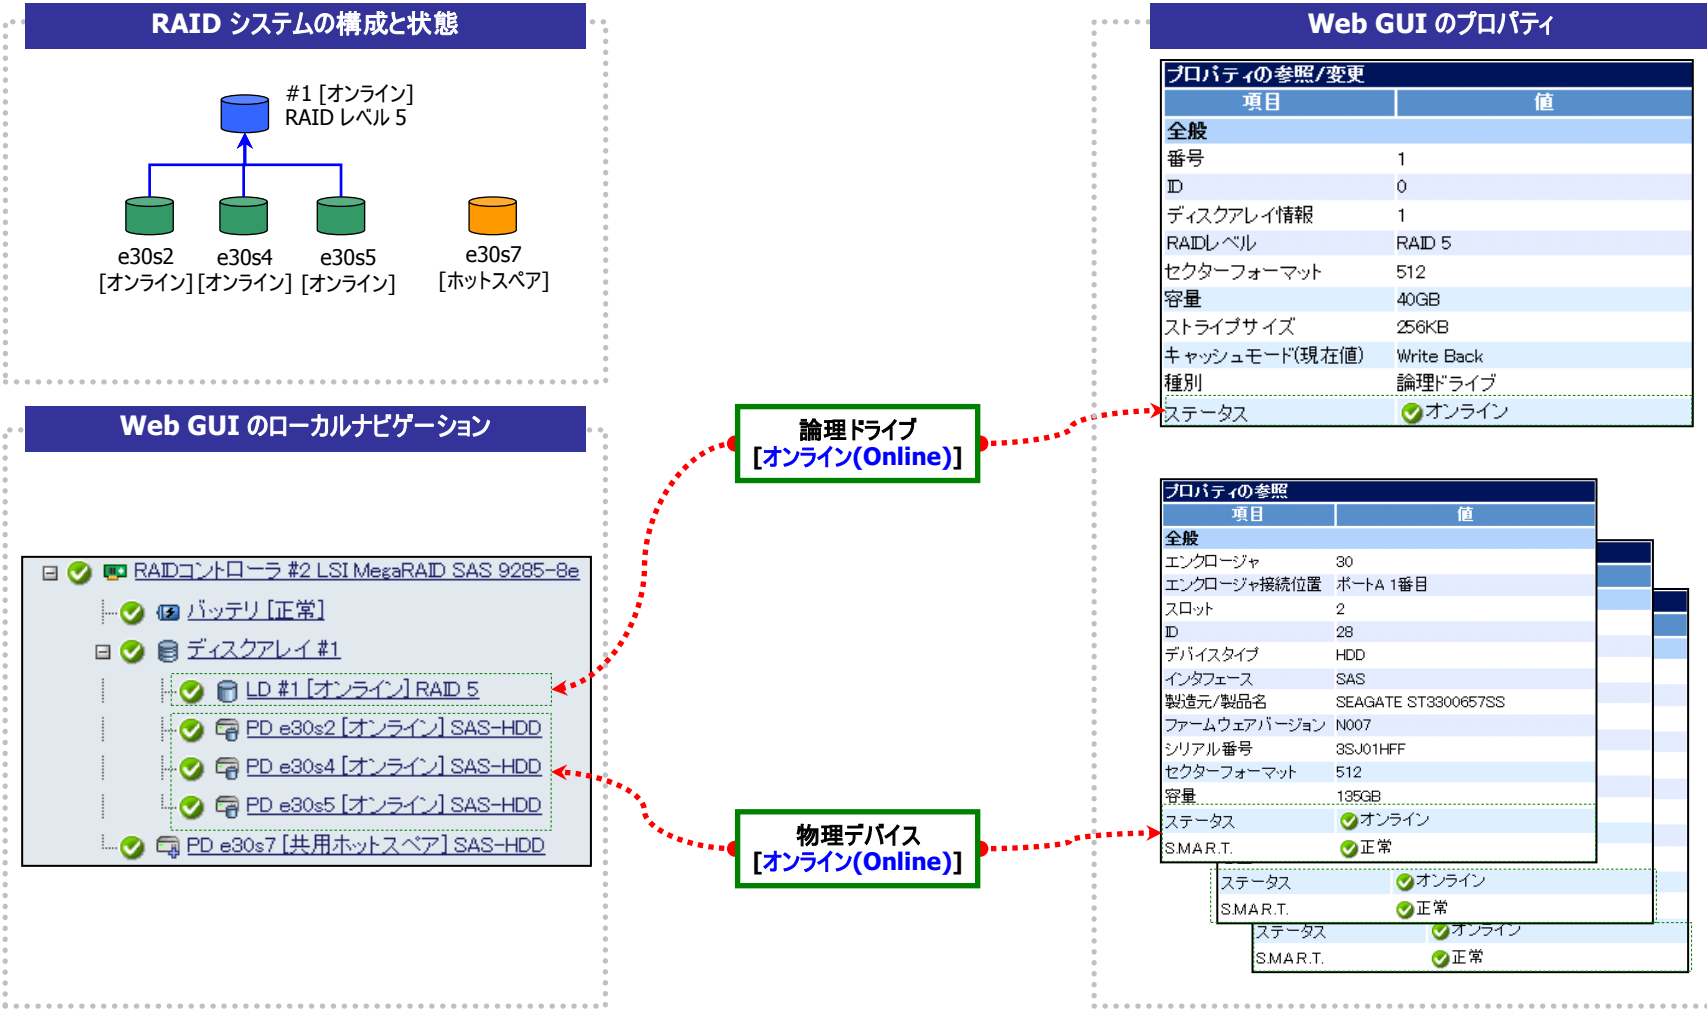 RAID システムの構成と状態
#1 [オンライン]
RAID レベル 5
e30s2
[オンライン]
e30s4
[オンライン]
e30s5
[オンライン]
e30s7
[ホットスペア]
Web GUI のローカルナビゲーション
RAIDコントローラ #2 LSI MegaRAID SAS 9285-8e
バッテリ [正常]
ディスクアレイ #1
LD #1 [オンライン] RAID 5
PD e30s2 [オンライン] SAS-HDD
PD e30s4 [オンライン] SAS-HDD
PD e30s5 [オンライン] SAS-HDD
PD e30s7 [共用ホットスペア] SAS-HDD
論理ドライブ
[オンライン(Online)]
物理デバイス
[オンライン(Online)]
Web GUI のプロパティ
プロパティの参照/変更
項目 値
全般
番号 1
ID 0
ディスクアレイ情報 1
RAIDレベル RAID 5
セクターフォーマット 512
容量 40GB
ストライプサイズ 256KB
キャッシュモード(現在値) Write Back
種別 論理ドライブ
ステータス オンライン
プロパティの参照
項目 値
全般
エンクロージャ 30
エンクロージャ接続位置 ポートA 1番目
スロット 2
ID 28
デバイスタイプ HDD
インタフェース SAS
製造元/製品名 SEAGATE ST3300657SS
ファームウェアバージョン N007
シリアル番号 3SJ01HFF
セクターフォーマット 512
容量 135GB
ステータス オンライン
S.M.A.R.T. 正常
ステータス オンライン
S.M.A.R.T. 正常
ステータス オンライン
S.M.A.R.T. 正常